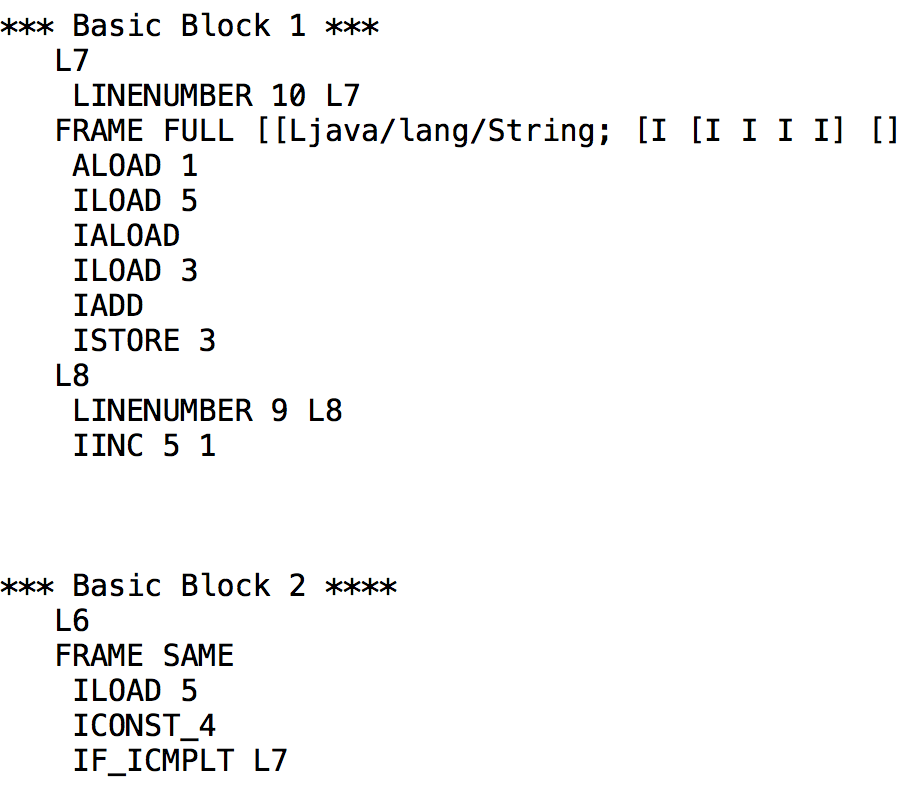 *** Basic Block 1 ***
L7
LINENUMBER 10 L7
FRAME FULL [[Ljava/lang/String; [I [I I I I] []
ALOAD 1
ILOAD 5
IALOAD
ILOAD 3
IADD
ISTORE 3
L8
LINENUMBER 9 L8
IINC 5 1
*** Basic Block 2 ****
L6
FRAME SAME
ILOAD 5
ICONST_4
IF_ICMPLT L7